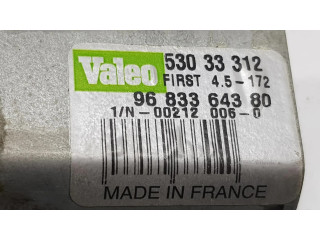 Valeo 530 33 312
FIRST 4.5-172
96 833 643 80
1/N-00212 006-0
MADE IN FRANCE